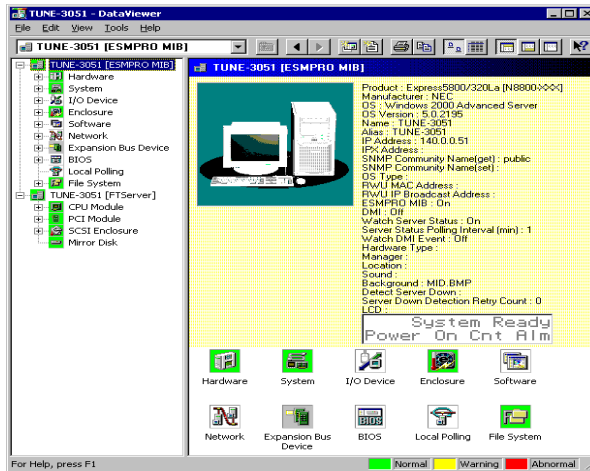 TUNE-3051 - DataViewer
File Edit View Tools Help
TUNE-3051 [ESMPRO MIB]
TUNE-3051 [ESMPRO MIB]
Hardware
System
I/O Device
Enclosure
Software
Network
Expansion Bus Device
BIOS
Local Polling
File System
TUNE-3051 [FTServer]
CPU Module
PCI Module
SCSI Enclosure
Mirror Disk
TUNE-3051 [ESMPRO MIB]
Product : Express5800/320La [N8800-XXX]
Manufacturer : NEC
OS : Windows 2000 Advanced Server
OS Version : 5.0.2195
Name : TUNE-3051
Alias : TUNE-3051
IP Address : 140.0.0.51
IPX Address :
SNMP Community Name(get) : public
SNMP Community Name(set) :
OS Type :
RWU MAC Address :
RWU IP Broadcast Address :
ESMPRO MIB : On
DMI : Off
Watch Server Status : On
Server Status Polling Interval (min) : 1
Watch DMI Event : Off
Hardware Type :
Manager :
Location :
Sound :
Background : MID.BMP
Detect Server Down :
Server Down Detection Retry Count : 0
LCD :
System Ready
Power On Cnt Alm
Hardware System I/O Device Enclosure Software
BIOS
Network Expansion Bus Device BIOS Local Polling File System
For Help, press F1 Normal Warning Abnormal